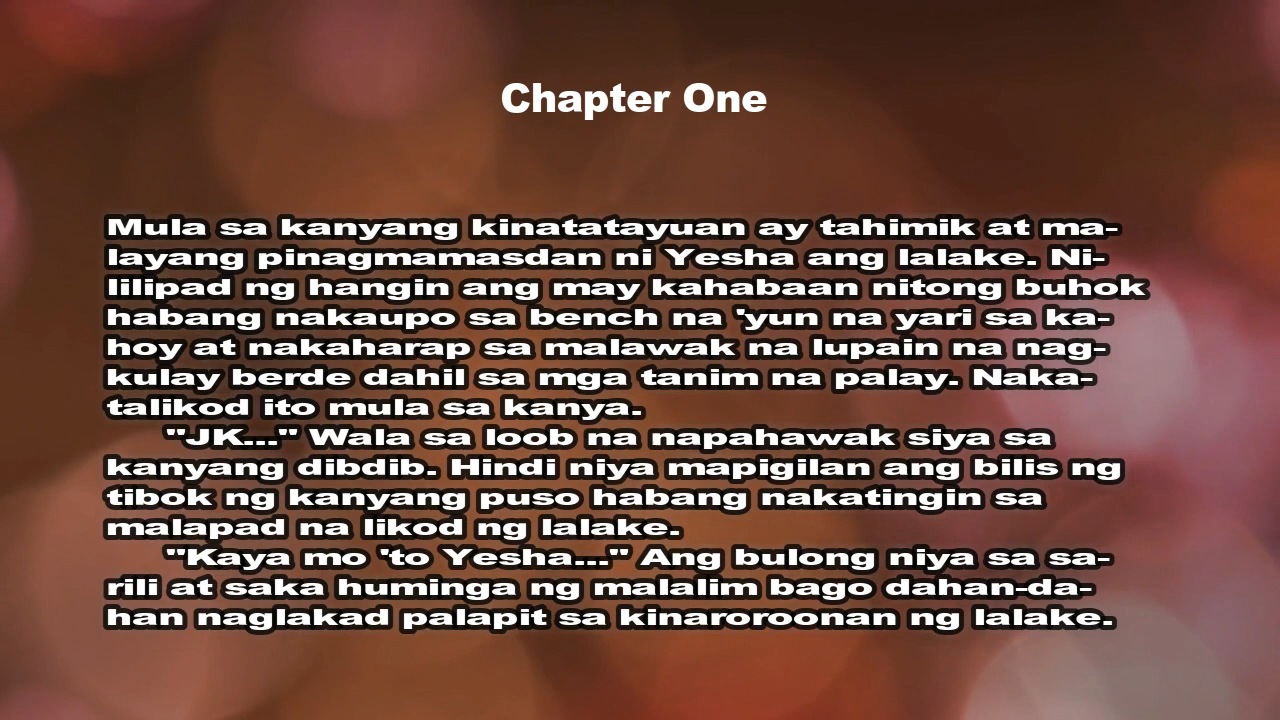 Chapter One
Mula sa kanyang kinatatayuan ay tahimik at ma-
layang pinagmamasdan ni Yesha ang lalake. Ni-
lilipad ng hangin ang may kahabaan nitong buhok
habang nakaupo sa bench na 'yun na yari sa ka-
hoy at nakaharap sa malawak na lupain na nag-
kulay berde dahil sa mga tanim na palay. Naka-
talikod ito mula sa kanya.
"JK..." Wala sa loob na napahawak siya sa
kanyang dibdib. Hindi niya mapigilan ang bilis ng
tibok ng kanyang puso habang nakatingin sa
malapad na likod ng lalake.
"Kaya mo 'to Yesha..." Ang bulong niya sa sa-
rili at saka huminga ng malalim bago dahan-da-
han naglakad palapit sa kinaroroonan ng lalake.